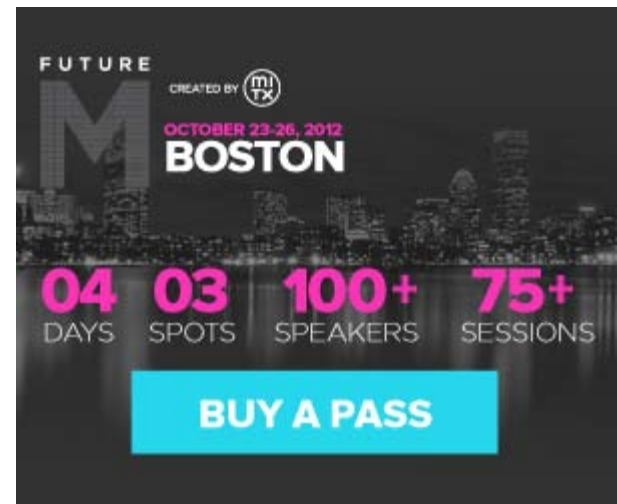 FUTURE
M
CREATED BY MITX
OCTOBER 23-26, 2012
BOSTON
04 03 100+ 75+
DAYS SPOTS SPEAKERS SESSIONS
BUY A PASS